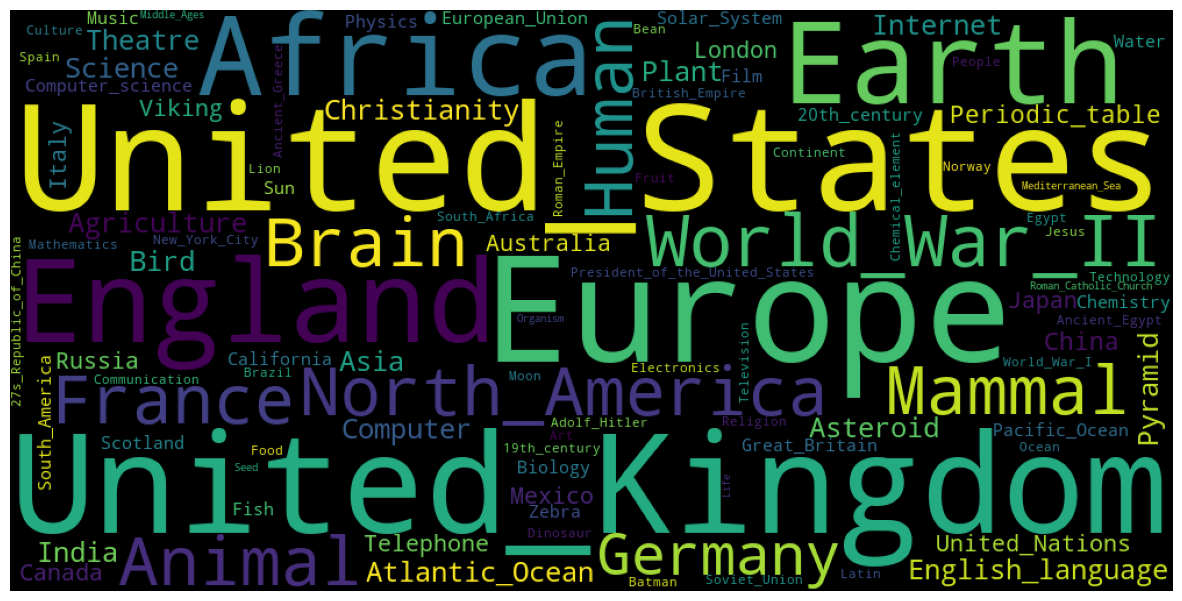 Music
Middle_Ages
Africa
Physics
European_Union
Bean
Solar_System
Earth
Internet
Culture
Theatre
London
Water
Spain
Science
Human
Plant
Film
People
Computer_science
Ancient_Greece
British_Empire
Viking
Christianity
20th_century
Periodic_table
United_States
Italy
Roman_Empire
Continent
Chemical_element
Norway
Lion
Sun
Fruit
Mediterranean_Sea
Agriculture
South_Africa
Brain
World_War_II
Egypt
Jesus
Mathematics
New_York_City
Australia
Bird
England
Europe
President_of_the_United_States
Technology
Roman_Catholic_Church
27s_Republic_of_China
Japan
Chemistry
Organism
Ancient_Egypt
China
Television
Russia
California
Asia
Brazil
Moon
Electronics
World_War_I
Pyramid
South_America
Communication
France
North_America
Mammal
Computer
Adolf_Hitler
Religion
Asteroid
Pacific_Ocean
Art
Scotland
Food
19th_century
Great_Britain
Ocean
United_Kingdom
Seed
Biology
Life
Fish
Mexico
Zebra
Dinosaur
India
Telephone
Germany
United_Nations
Canada
Animal
Atlantic_Ocean
Batman
Soviet_Union
Latin
English_language